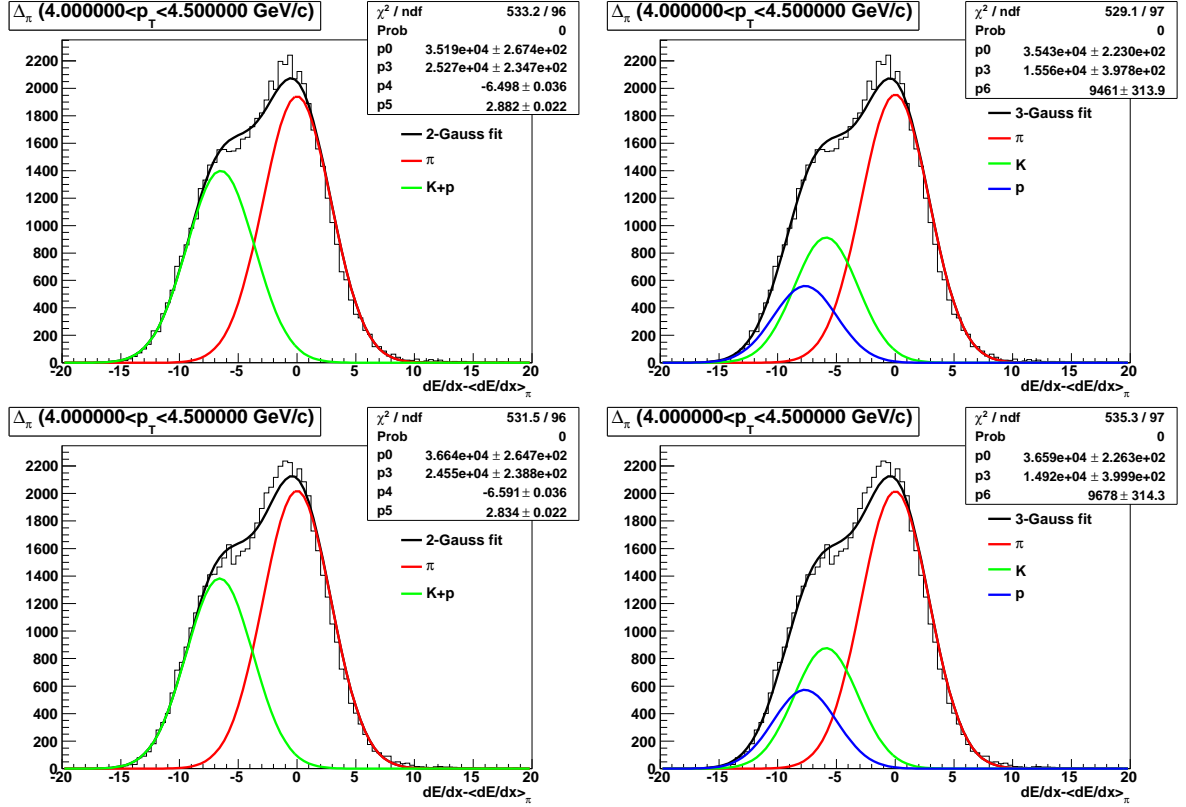 Δπ (4.000000<pT<4.500000 GeV/c)
χ² / ndf 533.2 / 96
Prob 0
p0 3.519e+04 ± 2.674e+02
p3 2.527e+04 ± 2.347e+02
p4 -6.498 ± 0.036
p5 2.882 ± 0.022
2-Gauss fit
π
K+p
2200
2000
1800
1600
1400
1200
1000
800
600
400
200
0
-20 -15 -10 -5 0 5 10 15 20
dE/dx-<dE/dx>π
Δπ (4.000000<pT<4.500000 GeV/c)
χ² / ndf 529.1 / 97
Prob 0
p0 3.543e+04 ± 2.230e+02
p3 1.556e+04 ± 3.978e+02
p6 9461 ± 313.9
3-Gauss fit
π
K
p
2200
2000
1800
1600
1400
1200
1000
800
600
400
200
0
-20 -15 -10 -5 0 5 10 15 20
dE/dx-<dE/dx>π
Δπ (4.000000<pT<4.500000 GeV/c)
χ² / ndf 531.5 / 96
Prob 0
p0 3.664e+04 ± 2.647e+02
p3 2.455e+04 ± 2.388e+02
p4 -6.591 ± 0.036
p5 2.834 ± 0.022
2-Gauss fit
π
K+p
2200
2000
1800
1600
1400
1200
1000
800
600
400
200
0
-20 -15 -10 -5 0 5 10 15 20
dE/dx-<dE/dx>π
Δπ (4.000000<pT<4.500000 GeV/c)
χ² / ndf 535.3 / 97
Prob 0
p0 3.659e+04 ± 2.263e+02
p3 1.492e+04 ± 3.999e+02
p6 9678 ± 314.3
3-Gauss fit
π
K
p
2200
2000
1800
1600
1400
1200
1000
800
600
400
200
0
-20 -15 -10 -5 0 5 10 15 20
dE/dx-<dE/dx>π